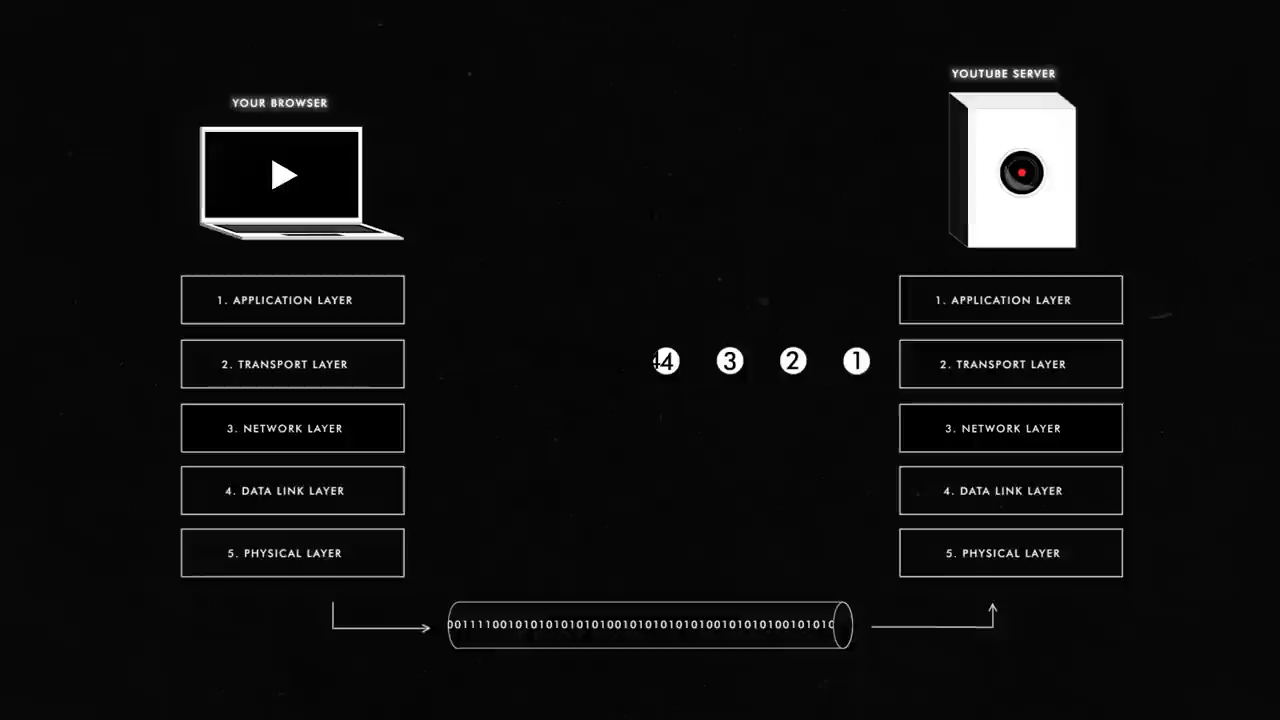 YOUTUBE SERVER
YOUR BROWSER
1. APPLICATION LAYER
1. APPLICATION LAYER
4 3 2 1
2. TRANSPORT LAYER
2. TRANSPORT LAYER
3. NETWORK LAYER
3. NETWORK LAYER
4. DATA LINK LAYER
4. DATA LINK LAYER
5. PHYSICAL LAYER
5. PHYSICAL LAYER